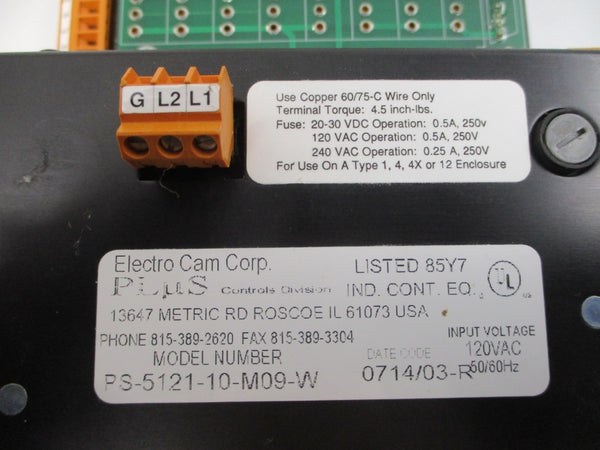 G L2 L1
Use Copper 60/75-C Wire Only
Terminal Torque: 4.5 inch-lbs.
Fuse: 20-30 VDC Operation: 0.5A, 250v
120 VAC Operation: 0.5A, 250V
240 VAC Operation: 0.25 A, 250V
For Use On A Type 1, 4, 4X or 12 Enclosure
Electro Cam Corp.
PLµS Controls Division
LISTED 85Y7
IND. CONT. EQ.
UL
13647 METRIC RD ROSCOE IL 61073 USA
PHONE 815-389-2620 FAX 815-389-3304
MODEL NUMBER
PS-5121-10-M09-W
DATE CODE
0714/03-R
INPUT VOLTAGE
120VAC
50/60Hz